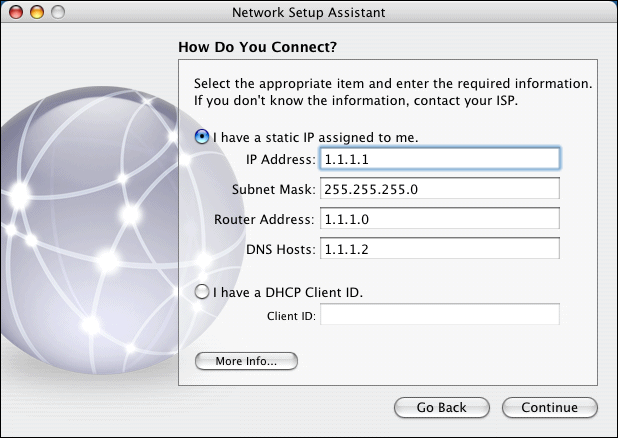 Network Setup Assistant
How Do You Connect?
Select the appropriate item and enter the required information.
If you don't know the information, contact your ISP.
I have a static IP assigned to me.
IP Address: 1.1.1.1
Subnet Mask: 255.255.255.0
Router Address: 1.1.1.0
DNS Hosts: 1.1.1.2
I have a DHCP Client ID.
Client ID:
More Info...
Go Back Continue